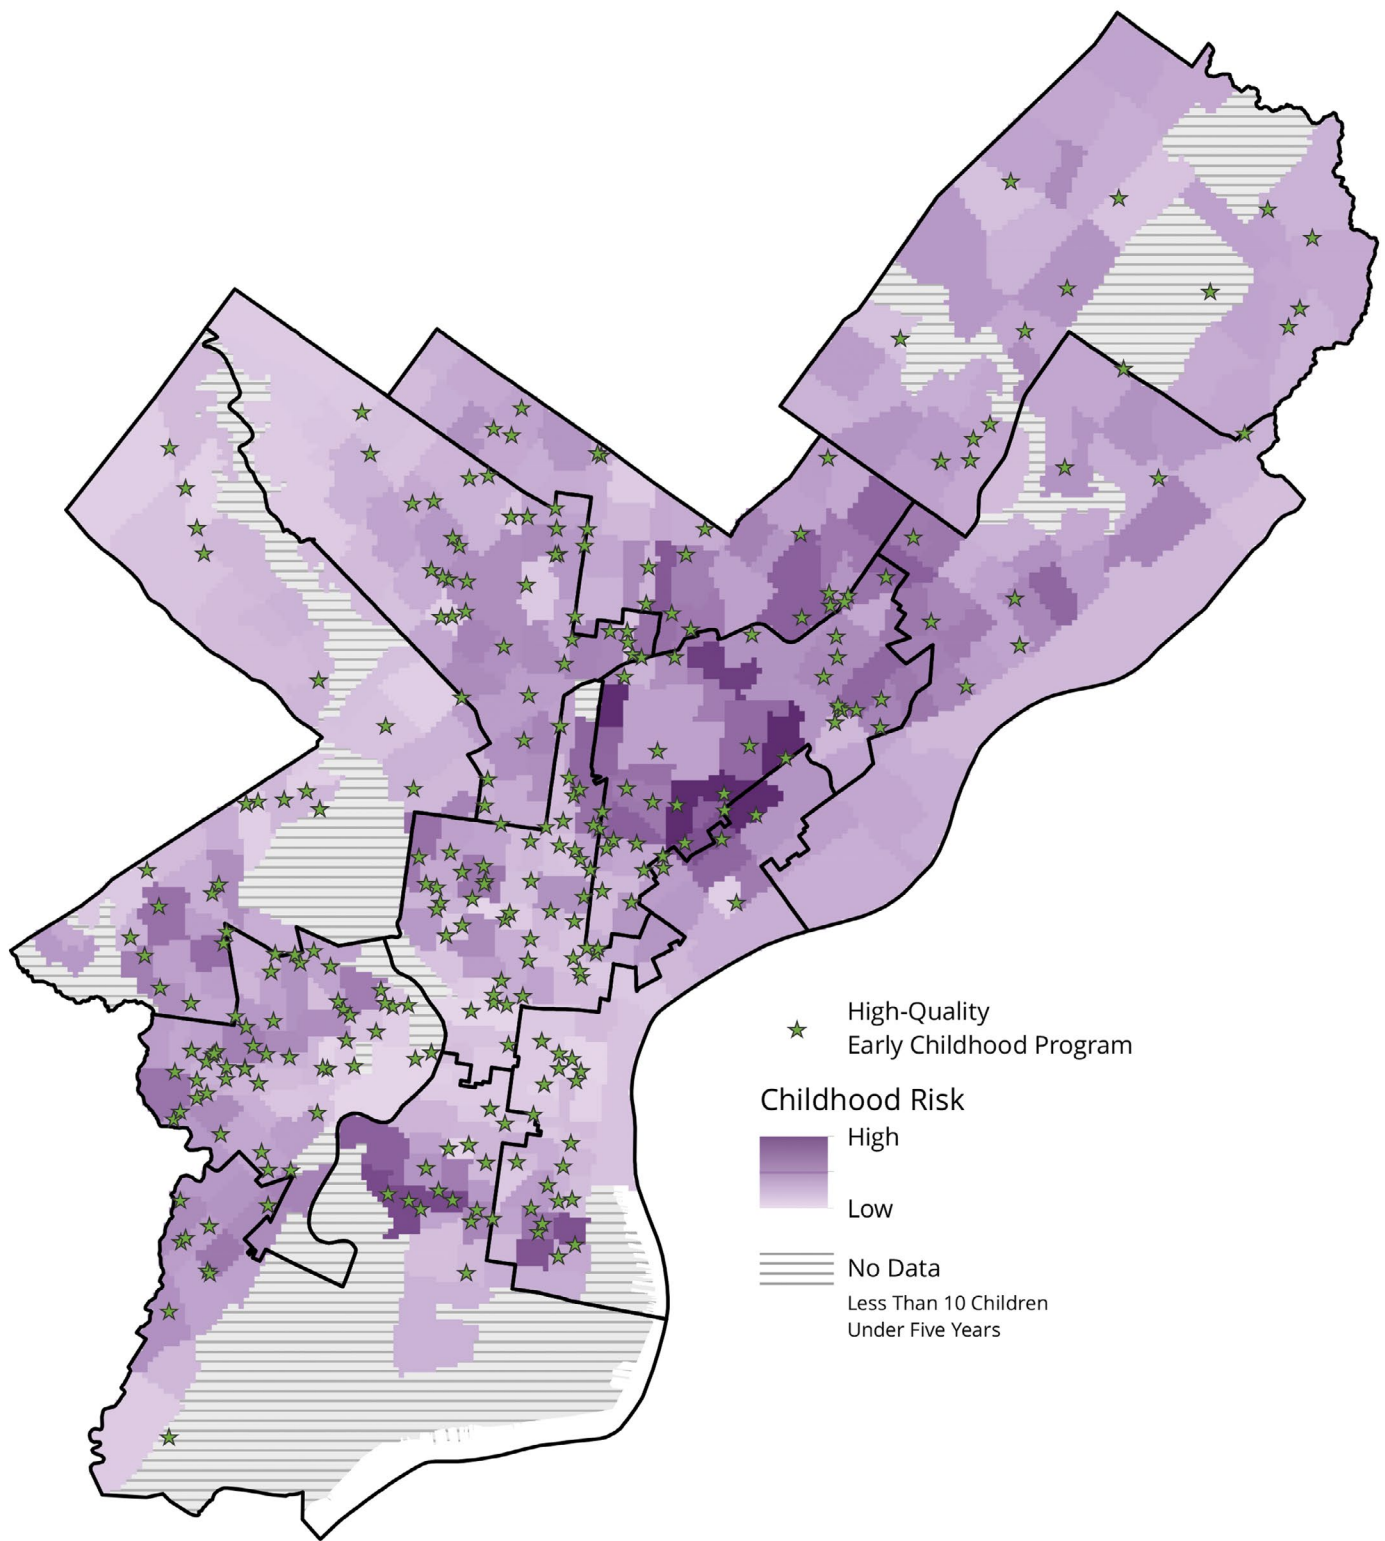 High-Quality
Early Childhood Program
Childhood Risk
High
Low
No Data
Less Than 10 Children
Under Five Years